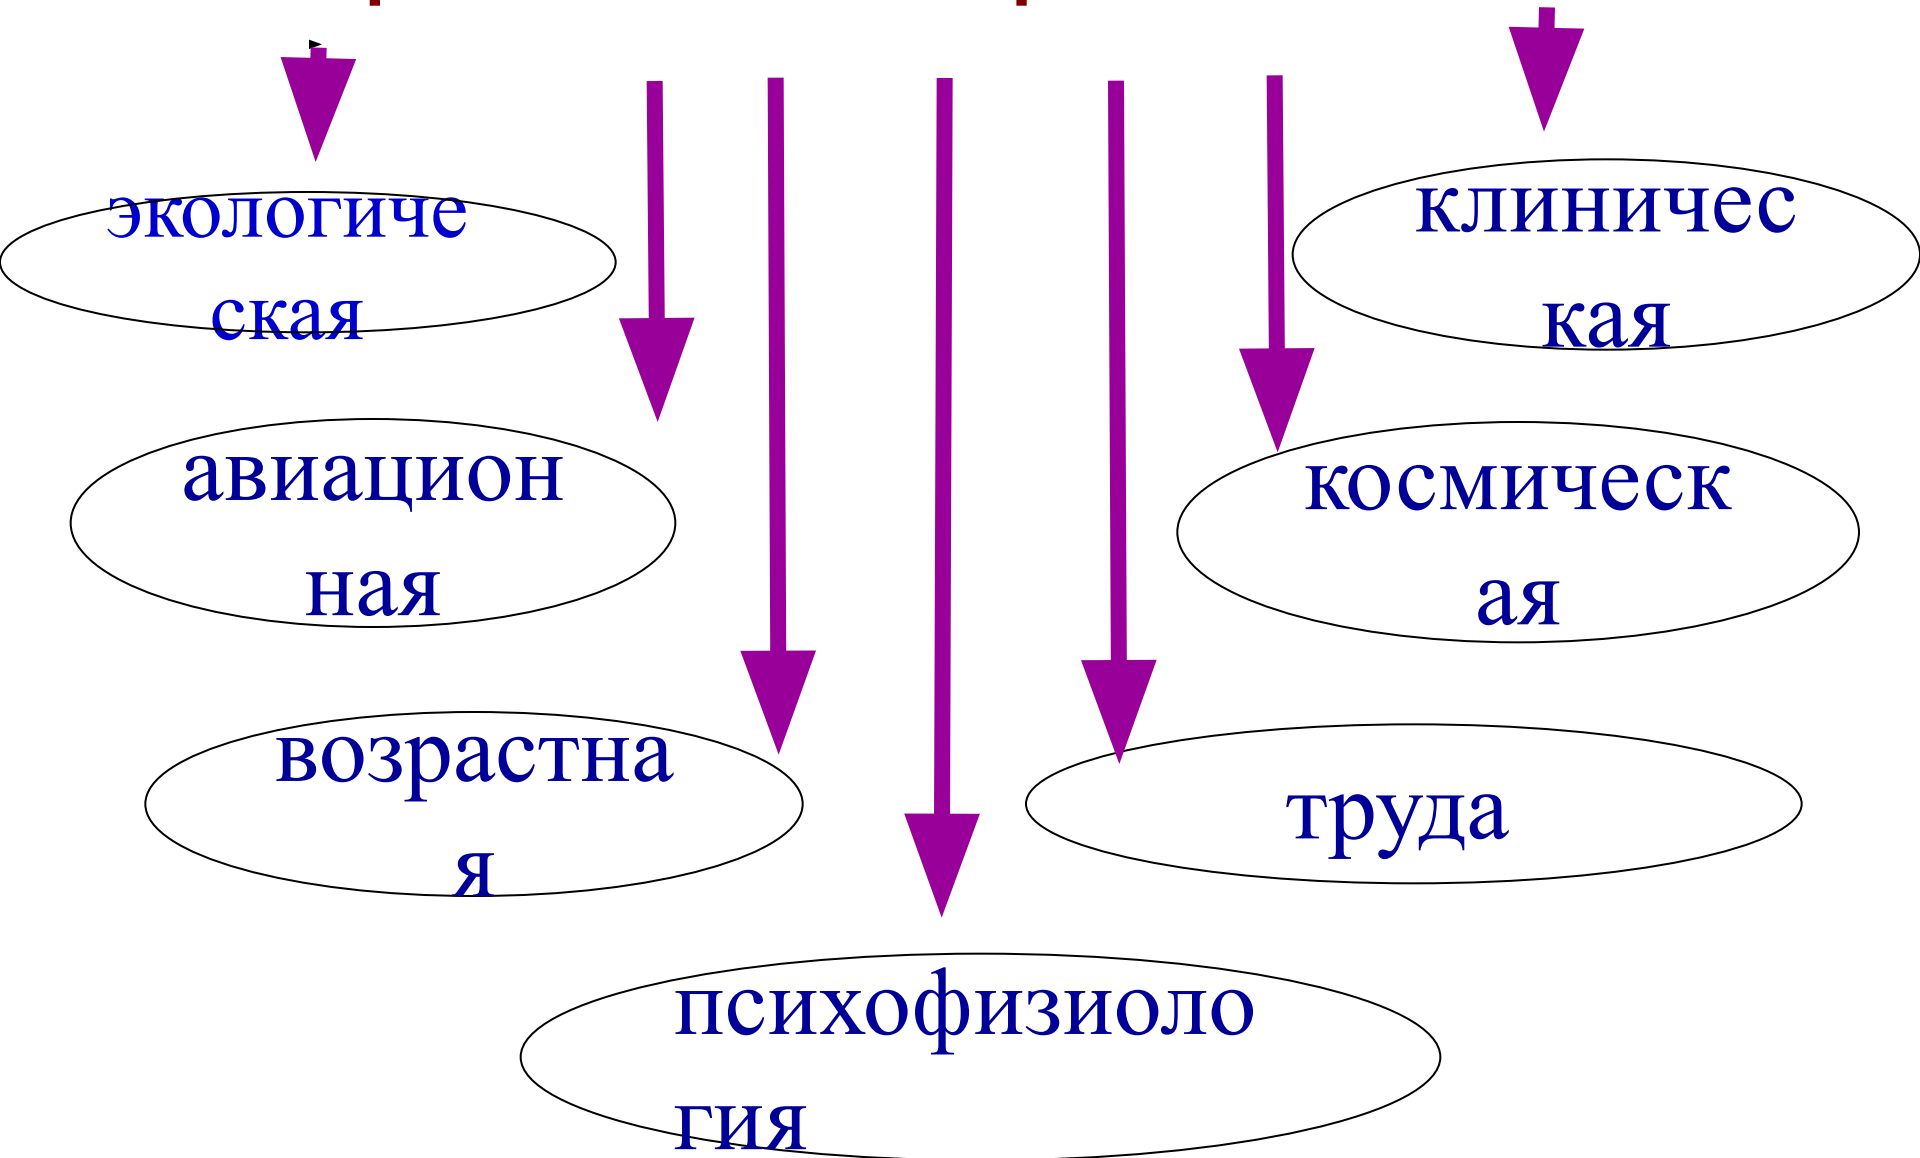 экологиче
ская
клиничес
кая
авиацион
ная
космическ
ая
возрастна
я
труда
психофизиоло
гия